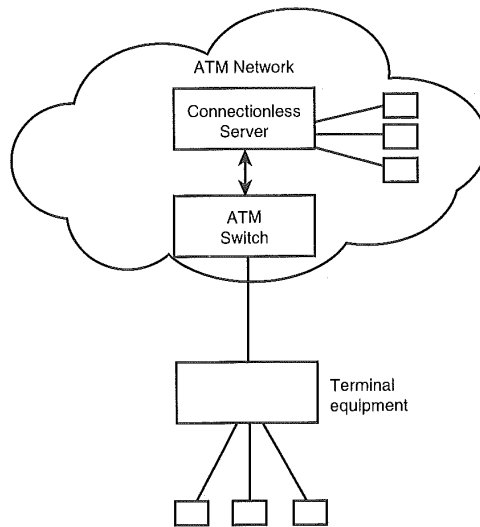 ATM Network
Connectionless
Server
ATM
Switch
Terminal
equipment